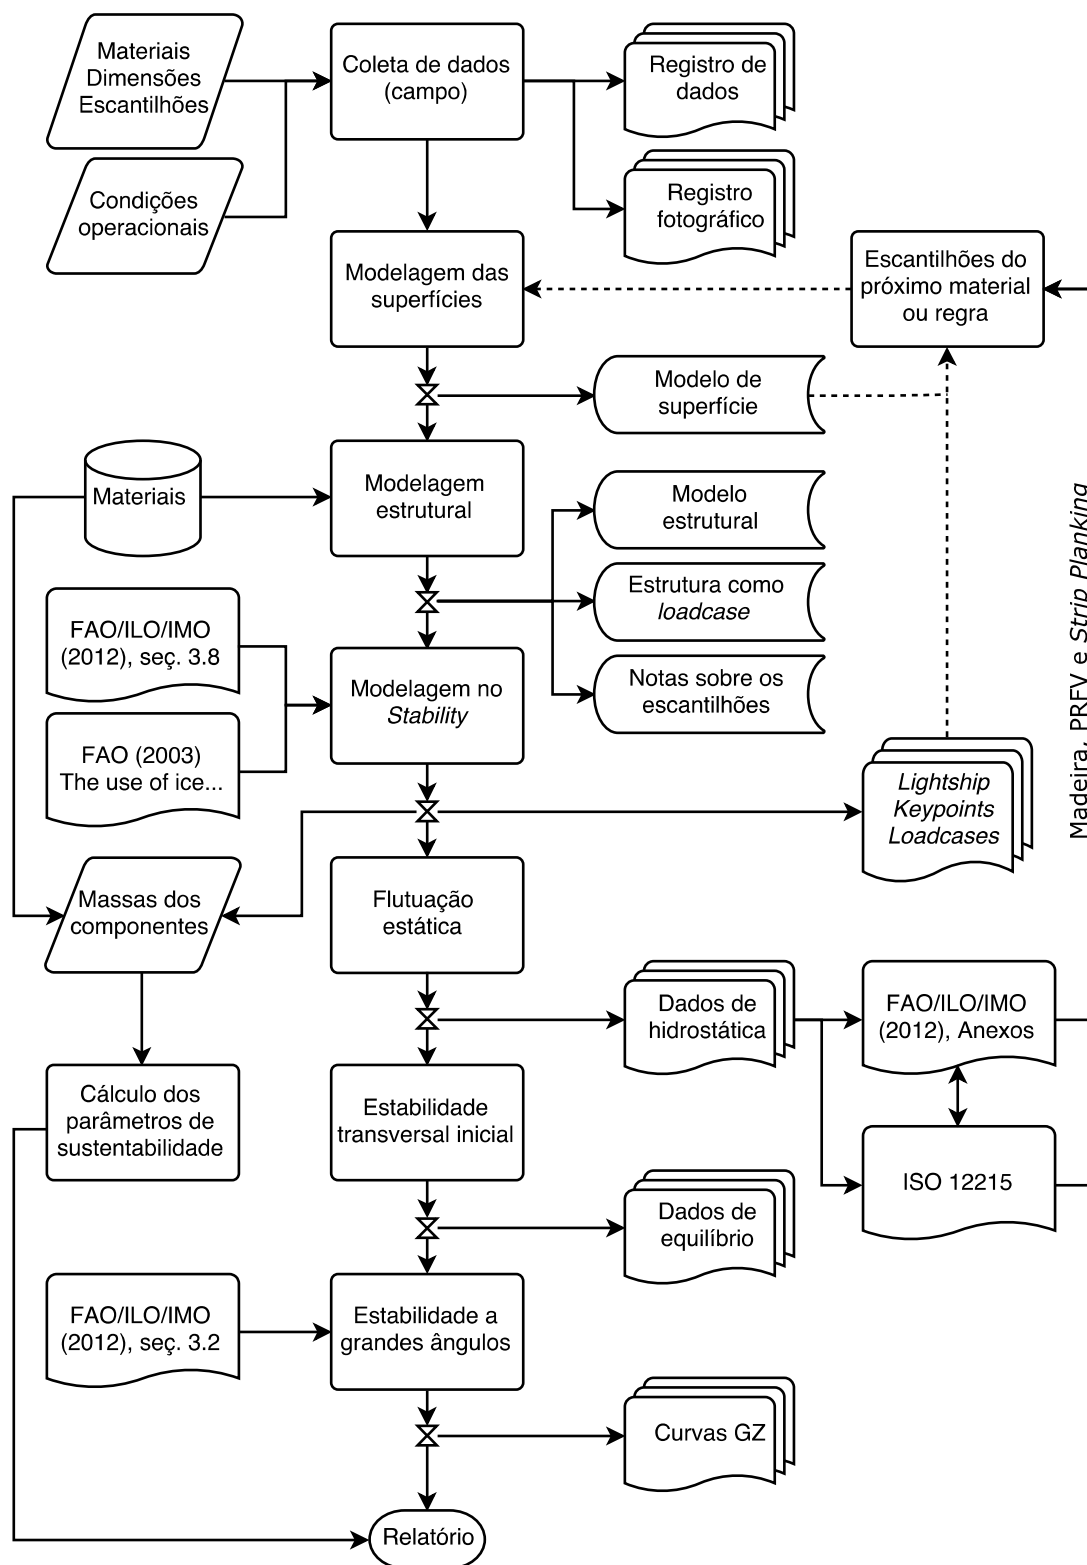 Materiais
Dimensões
Escantilhões
Coleta de dados
(campo)
Registro de
dados
Condições
operacionais
Registro
fotográfico
Modelagem das
superfícies
Escantilhões do
próximo material
ou regra
Modelo de
superfície
Materiais
Modelagem
estrutural
Modelo
estrutural
Estrutura como
loadcase
Notas sobre os
escantilhões
FAO/ILO/IMO
(2012), seç. 3.8
Modelagem no
Stability
FAO (2003)
The use of ice...
Madeira, PRFV e Strip Planking
Lightship
Keypoints
Loadcases
Massas dos
componentes
Flutuação
estática
Dados de
hidrostática
FAO/ILO/IMO
(2012), Anexos
Cálculo dos
parâmetros de
sustentabilidade
Estabilidade
transversal inicial
ISO 12215
Dados de
equilíbrio
FAO/ILO/IMO
(2012), seç. 3.2
Estabilidade a
grandes ângulos
Curvas GZ
Relatório